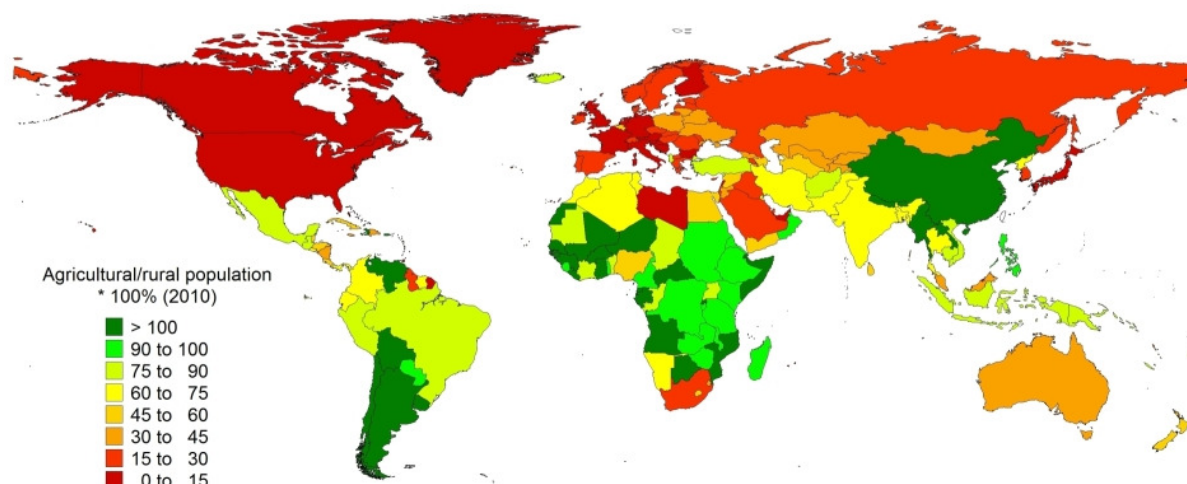 Agricultural/rural population
* 100% (2010)
> 100
90 to 100
75 to 90
60 to 75
45 to 60
30 to 45
15 to 30
0 to 15